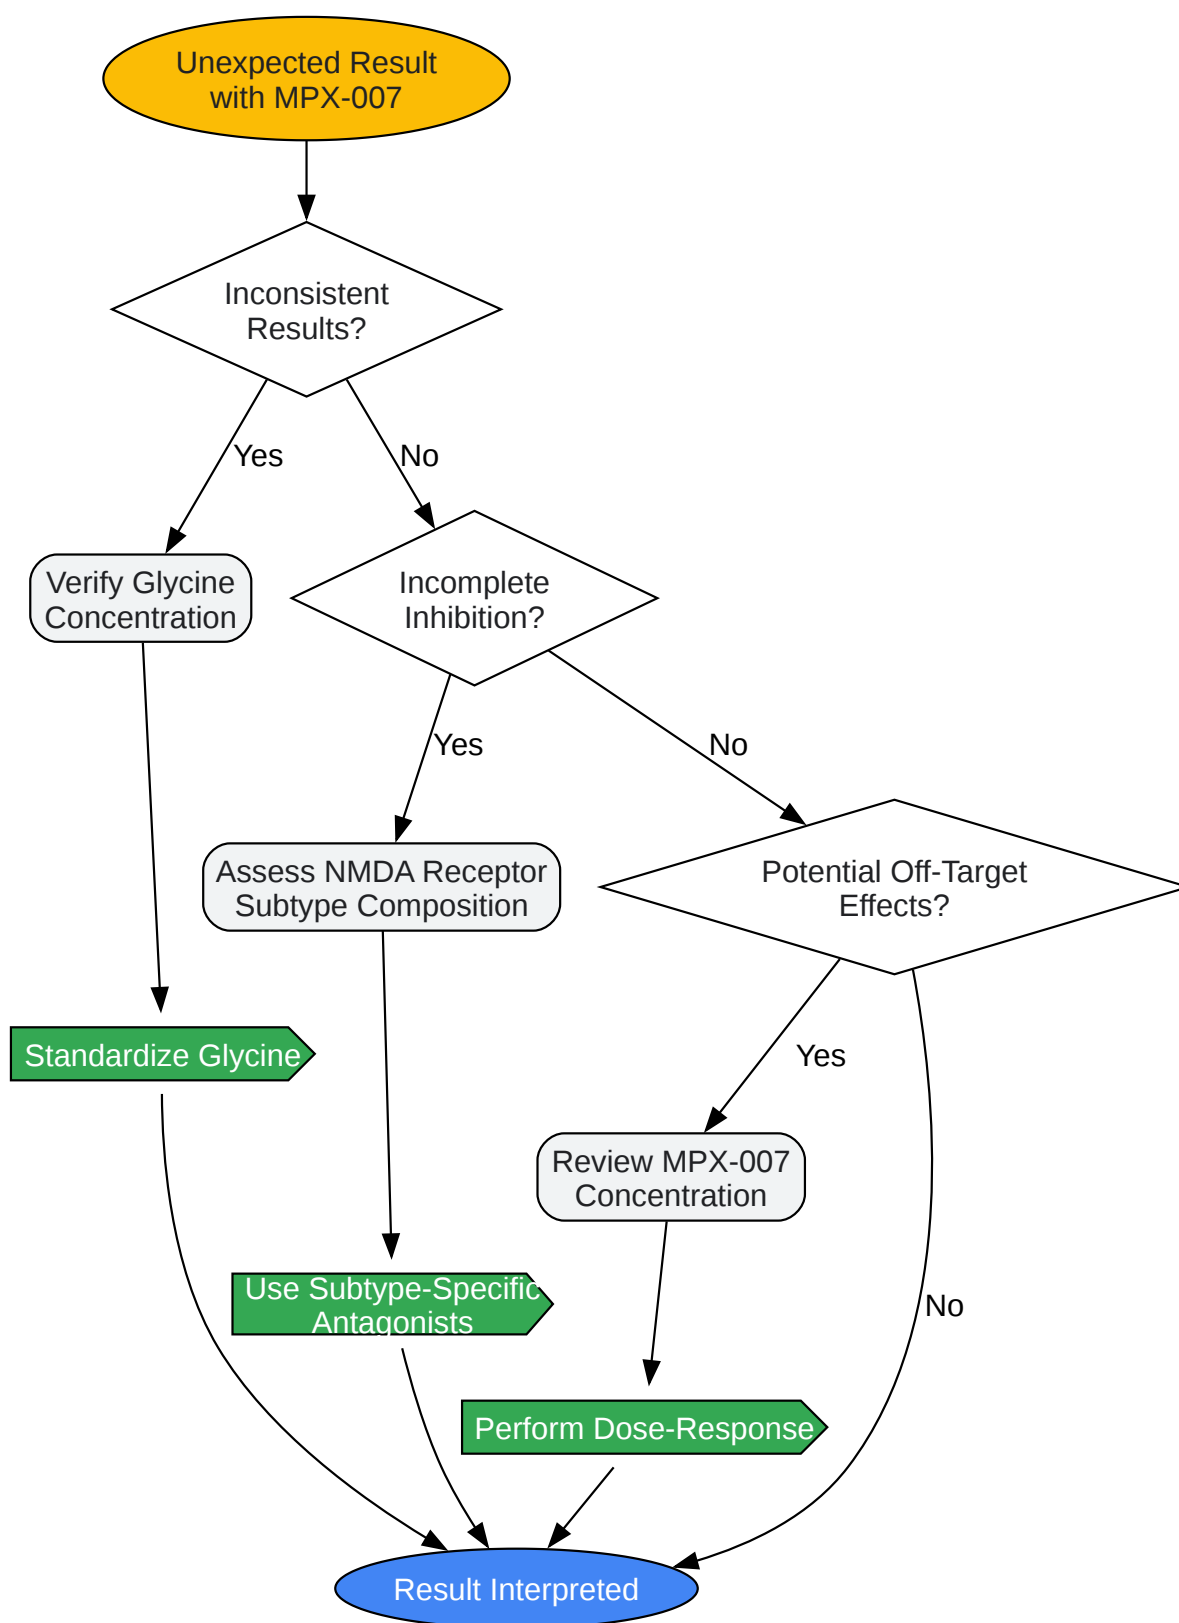 Unexpected Result
with MPX-007
Inconsistent
Results?
Yes
No
Verify Glycine
Concentration
Incomplete
Inhibition?
Yes
No
Assess NMDA Receptor
Subtype Composition
Potential Off-Target
Effects?
Standardize Glycine
Yes
Review MPX-007
Concentration
Use Subtype-Specific
Antagonists
No
Perform Dose-Response
Result Interpreted